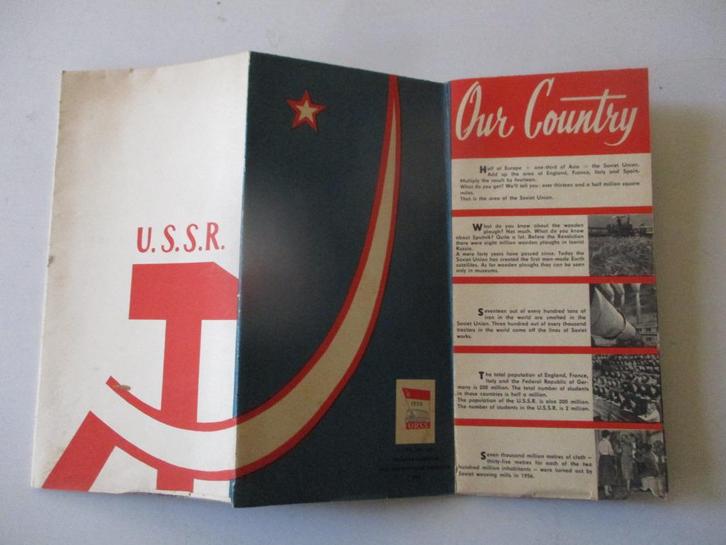 U.S.S.R.
1958
URSS
Our Country
Half of Europe + one-third of Asia = the Soviet Union.
Add up the area of England, France, Italy and Spain.
Multiply the result by fourteen.
What do you get? We'll tell you: over thirteen and a half million square
miles.
That is the area of the Soviet Union.
What do you know about the wooden
plough? Not much. What do you know
about Sputnik? Quite a lot. Before the Revolution
there were eight million wooden ploughs in tsarist
Russia.
A mere forty years have passed since. Today the
Soviet Union has created the first man-made Earth
satellites. As for wooden ploughs they can be seen
only in museums.
Seventeen out of every hundred tons of
iron in the world are smelted in the
Soviet Union. Three hundred out of every thousand
tractors in the world come off the lines of Soviet
works.
The total population of England, France,
Italy and the Federal Republic of Ger-
many is 200 million. The total number of students
in these countries is half a million.
The population of the U.S.S.R. is also 200 million.
The number of students in the U.S.S.R. is 2 million.
Seven thousand million metres of cloth –
thirty-five metres for each of the two
hundred million inhabitants – were turned out by
Soviet weaving mills in 1956.